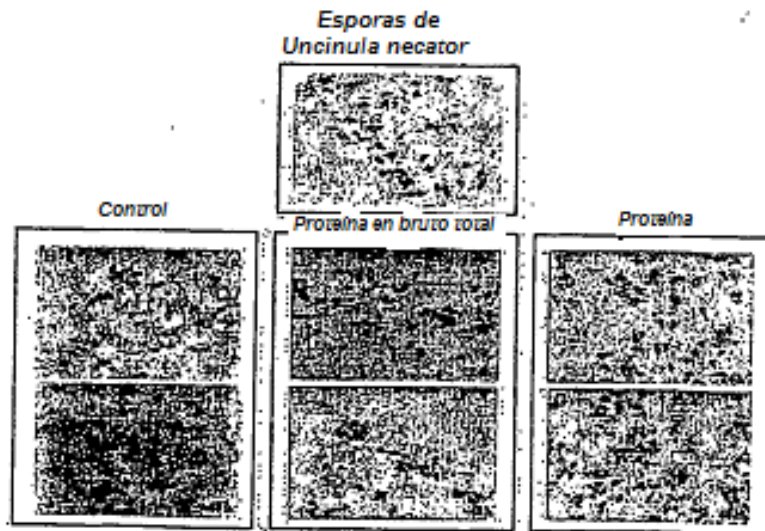 Esporas de
Uncinula necator
Control
Proteína en bruto total
Proteína